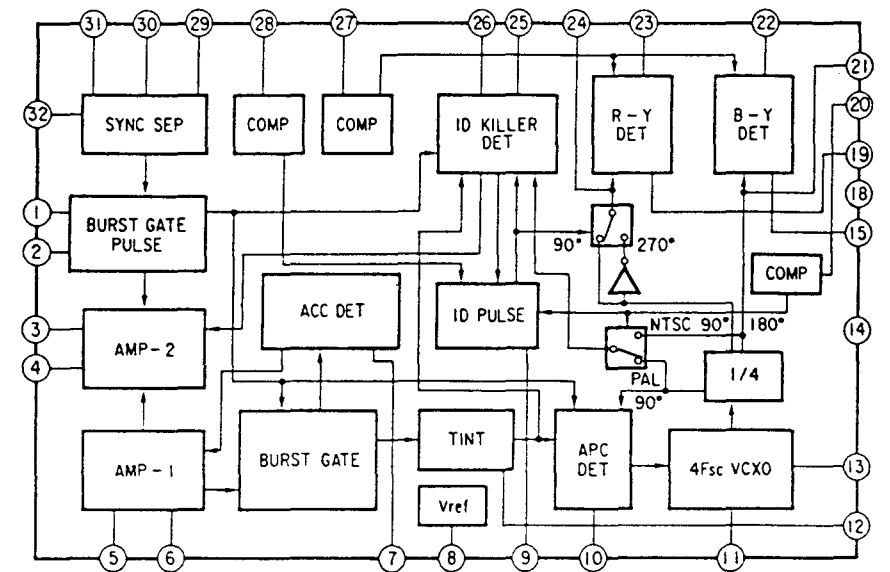 31 30 29 28 27 26 25 24 23 22
21
32 SYNC SEP COMP COMP ID KILLER DET R-Y DET B-Y DET
20
19
18
1 BURST GATE PULSE
2
15
90° 270°
COMP
3 AMP-2 ACC DET ID PULSE NTSC 90° 180° 14
4
PAL 90°
1/4
AMP-1 BURST GATE TINT APC DET 4Fsc VCXO 13
Vref
12
5 6 7 8 9 10 11